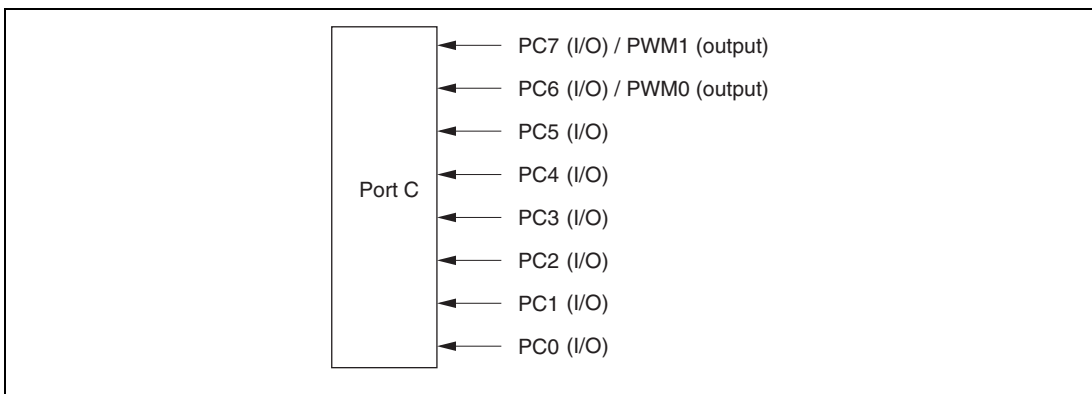 PC7 (I/O) / PWM1 (output)
PC6 (I/O) / PWM0 (output)
PC5 (I/O)
PC4 (I/O)
Port C
PC3 (I/O)
PC2 (I/O)
PC1 (I/O)
PC0 (I/O)